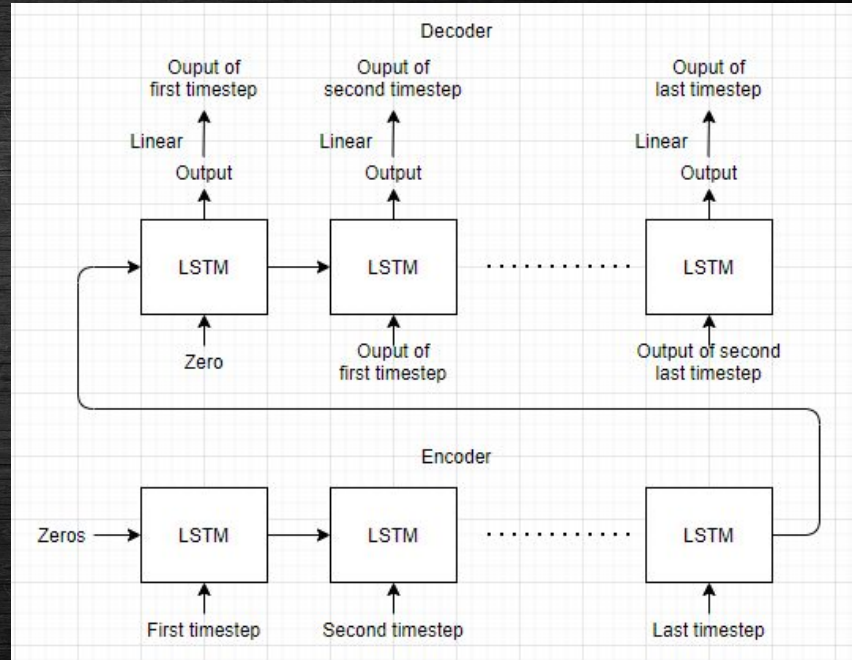 Decoder
Ouput of
first timestep
Ouput of
second timestep
Ouput of
last timestep
Linear
Linear
Linear
Output
Output
Output
LSTM
LSTM
LSTM
Zero
Ouput of
first timestep
Output of second
last timestep
Encoder
Zeros
LSTM
LSTM
LSTM
First timestep
Second timestep
Last timestep